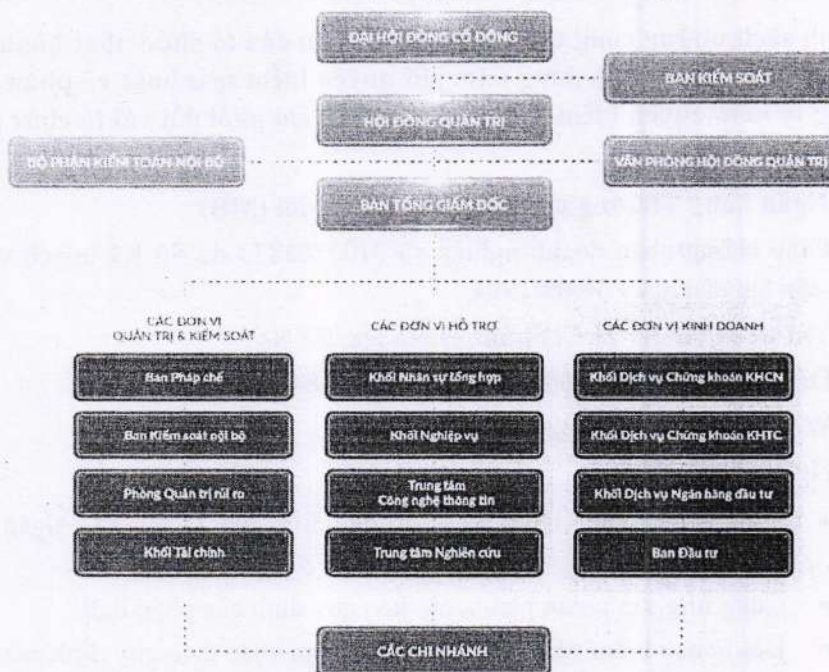 ĐẠI HỘI ĐỒNG CỔ ĐÔNG
BAN KIỂM SOÁT
HỘI ĐỒNG QUẢN TRỊ
BỘ PHẬN KIỂM TOÁN NỘI BỘ
VĂN PHÒNG HỘI ĐỒNG QUẢN TRỊ
BAN TỔNG GIÁM ĐỐC
CÁC ĐƠN VỊ
QUẢN TRỊ & KIỂM SOÁT
CÁC ĐƠN VỊ HỖ TRỢ
CÁC ĐƠN VỊ KINH DOANH
Ban Pháp chế
Khối Nhân sự tổng hợp
Khối Dịch vụ Chứng khoán KHCN
Ban Kiểm soát nội bộ
Khối Nghiệp vụ
Khối Dịch vụ Chứng khoán KHTC
Phòng Quản trị rủi ro
Trung tâm
Công nghệ thông tin
Khối Dịch vụ Ngân hàng đầu tư
Khối Tài chính
Trung tâm Nghiên cứu
Ban Đầu tư
CÁC CHI NHÁNH